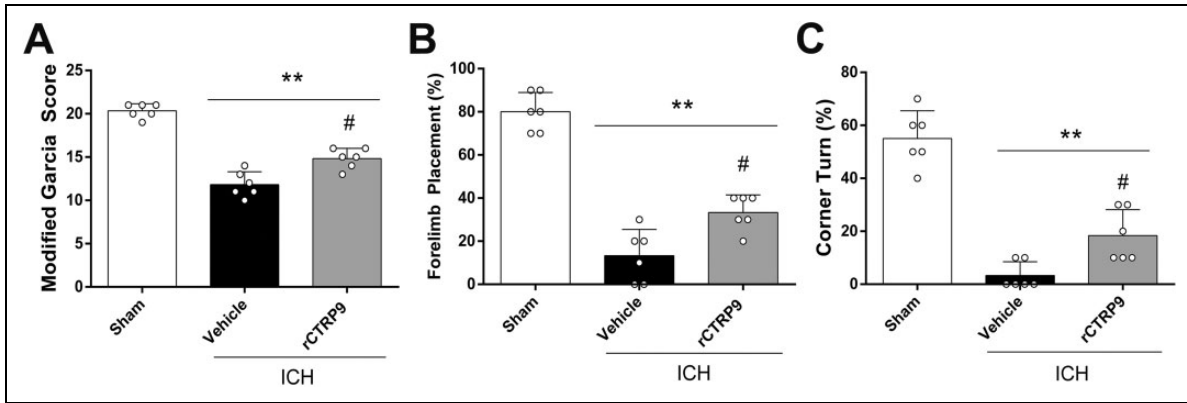 A
Modified Garcia Score
25
20
15
10
5
0
**
#
Sham
Vehicle
rCTRP9
ICH
B
Forelimb Placement (%)
100
80
60
40
20
0
**
#
Sham
Vehicle
rCTRP9
ICH
C
Corner Turn (%)
80
60
40
20
0
**
#
Sham
Vehicle
rCTRP9
ICH